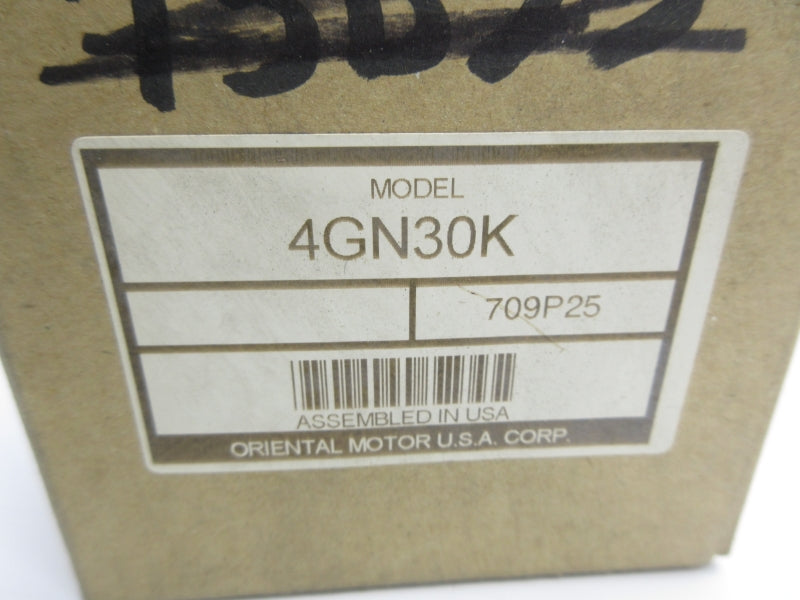 MODEL
4GN30K
709P25
ASSEMBLED IN USA
ORIENTAL MOTOR U.S.A. CORP.